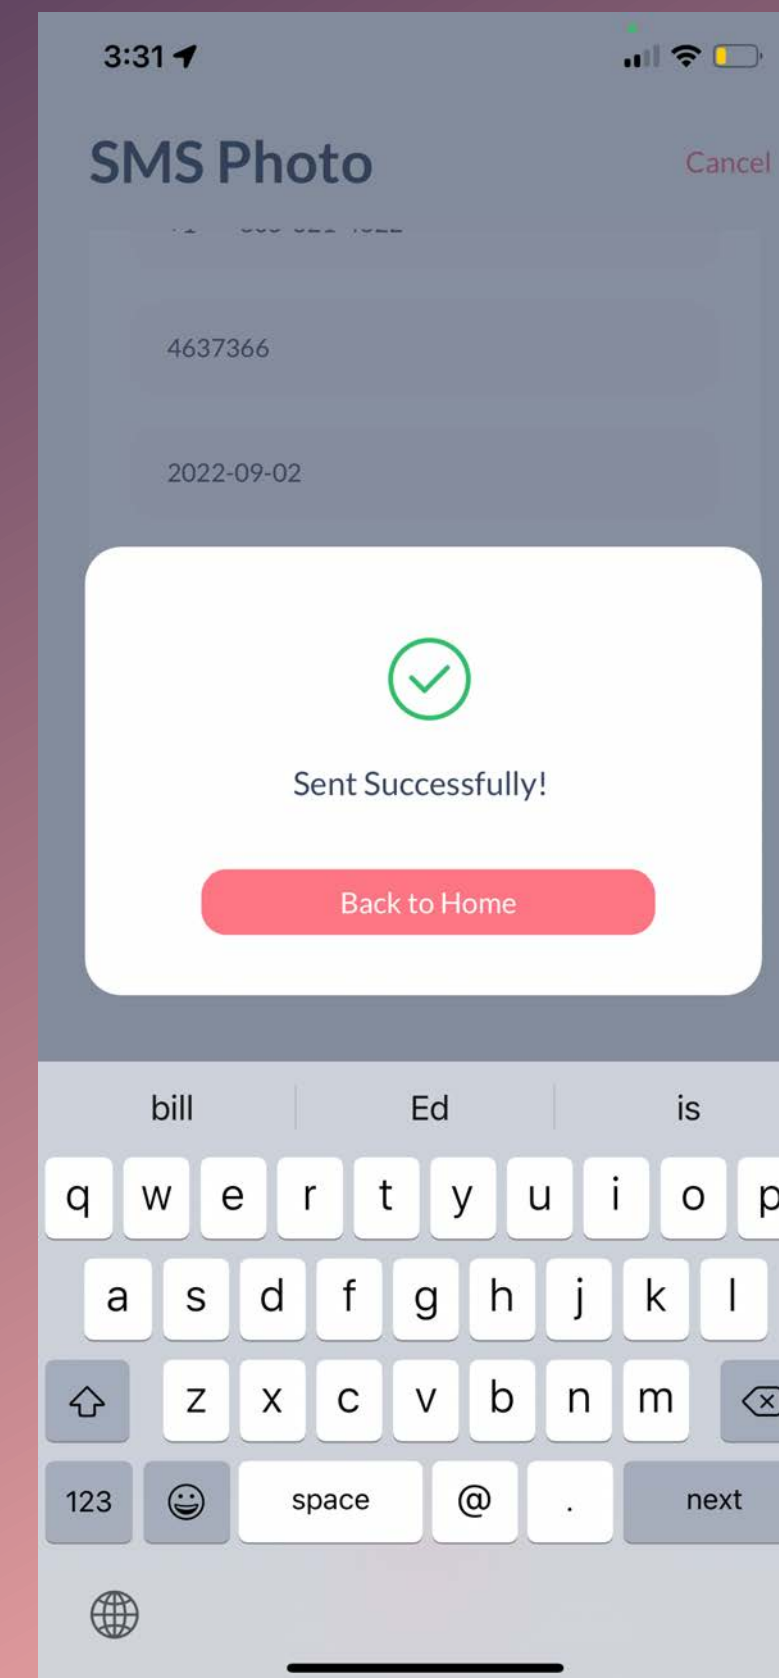 3:31
SMS Photo
Cancel
4637366
2022-09-02
Sent Successfully!
Back to Home
bill Ed is
q w e r t y u i o p
a s d f g h j k l
z x c v b n m
123 space @ . next